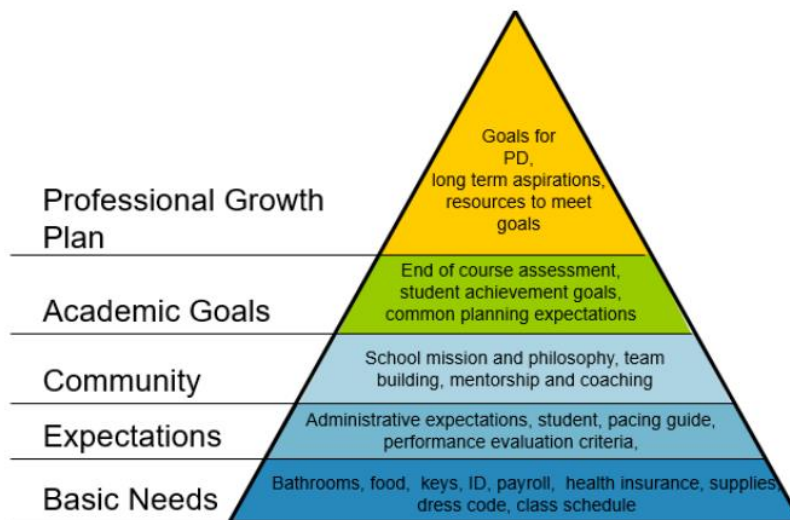 Goals for
PD,
long term aspirations,
resources to meet
goals
Professional Growth
Plan
End of course assessment,
student achievement goals,
common planning expectations
Academic Goals
School mission and philosophy, team
building, mentorship and coaching
Community
Administrative expectations, student, pacing guide,
performance evaluation criteria,
Expectations
Bathrooms, food, keys, ID, payroll, health insurance, supplies,
dress code, class schedule
Basic Needs